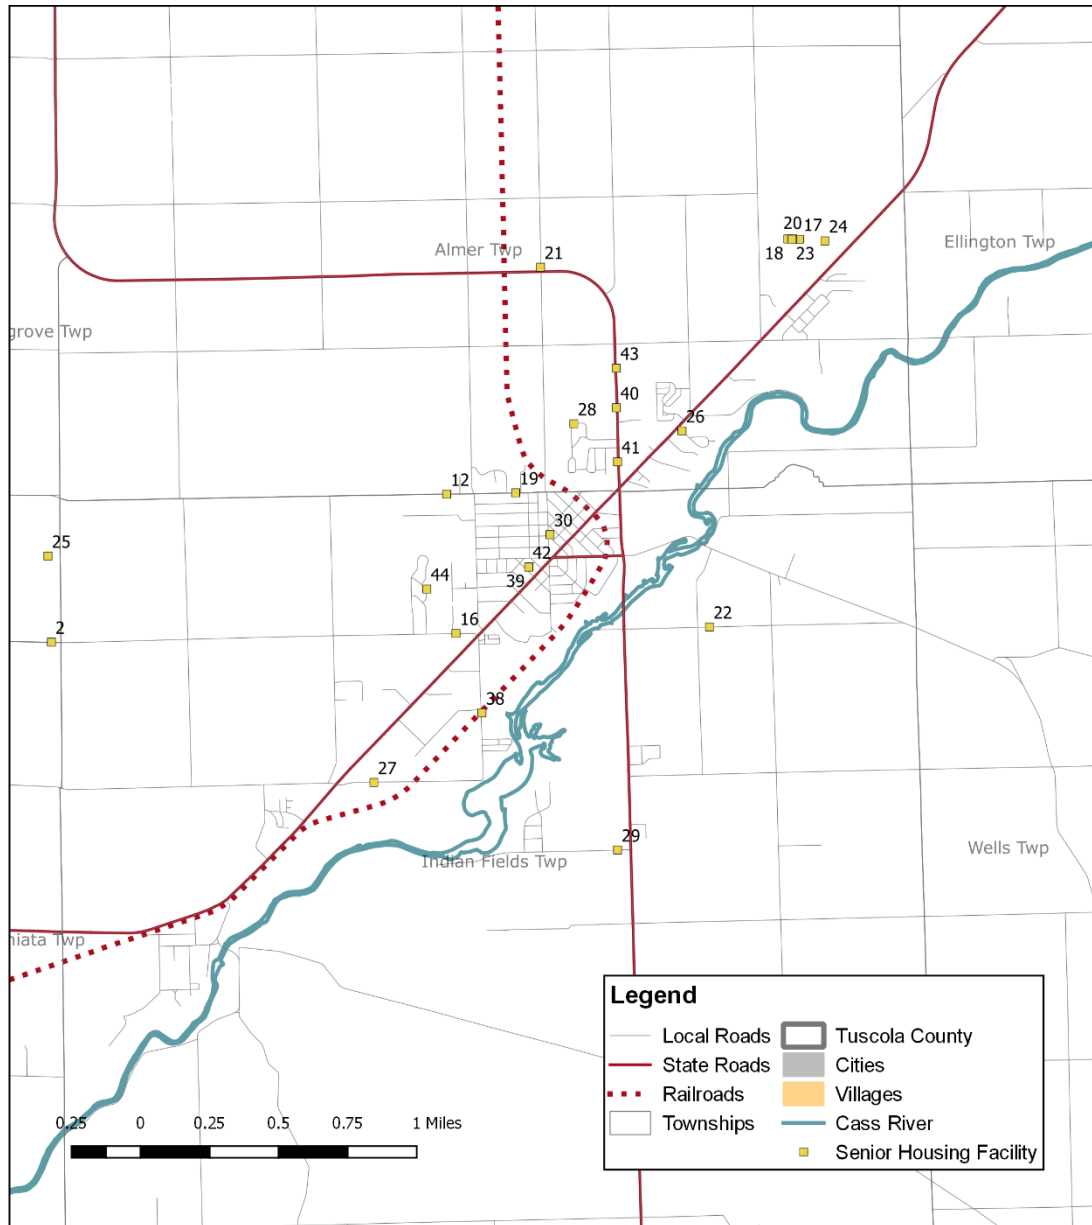 20 17 24
18 23
Ellington Twp
Almer Twp
21
grove Twp
43
40
28
26
41
12
19
30
25
42
39
44
16
22
2
38
27
29
Indian Fields Twp
Wells Twp
niata Twp
Legend
Local Roads
State Roads
Railroads
Townships
Tuscola County
Cities
Villages
Cass River
Senior Housing Facility
0.25 0 0.25 0.5 0.75 1 Miles